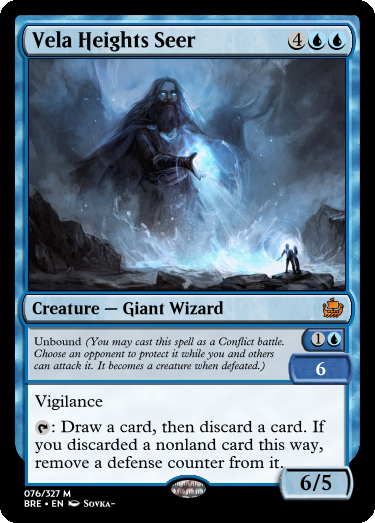 Vela Heights Seer 4
Creature — Giant Wizard
Unbound (You may cast this spell as a Conflict battle. 1
Choose an opponent to protect it while you and others
can attack it. It becomes a creature when defeated.) 6
Vigilance
: Draw a card, then discard a card. If
you discarded a nonland card this way,
remove a defense counter from it.
6/5
076/327 M
BRE • EN Sovka-